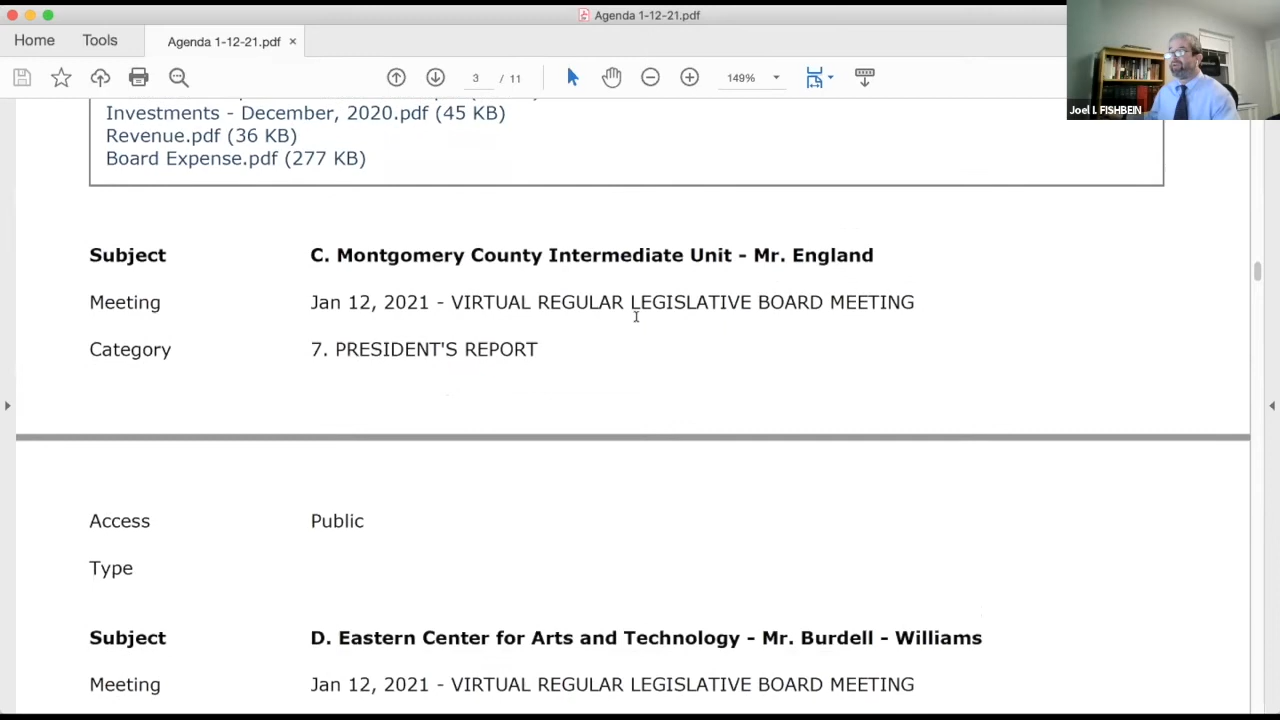 Agenda 1-12-21.pdf
Home
Tools
Agenda 1-12-21.pdf ×
3 / 11
149%
Joel I. FISHBEIN
Investments - December, 2020.pdf (45 KB)
Revenue.pdf (36 KB)
Board Expense.pdf (277 KB)
Subject C. Montgomery County Intermediate Unit - Mr. England
Meeting Jan 12, 2021 - VIRTUAL REGULAR LEGISLATIVE BOARD MEETING
Category 7. PRESIDENT'S REPORT
Access Public
Type
Subject D. Eastern Center for Arts and Technology - Mr. Burdell - Williams
Meeting Jan 12, 2021 - VIRTUAL REGULAR LEGISLATIVE BOARD MEETING